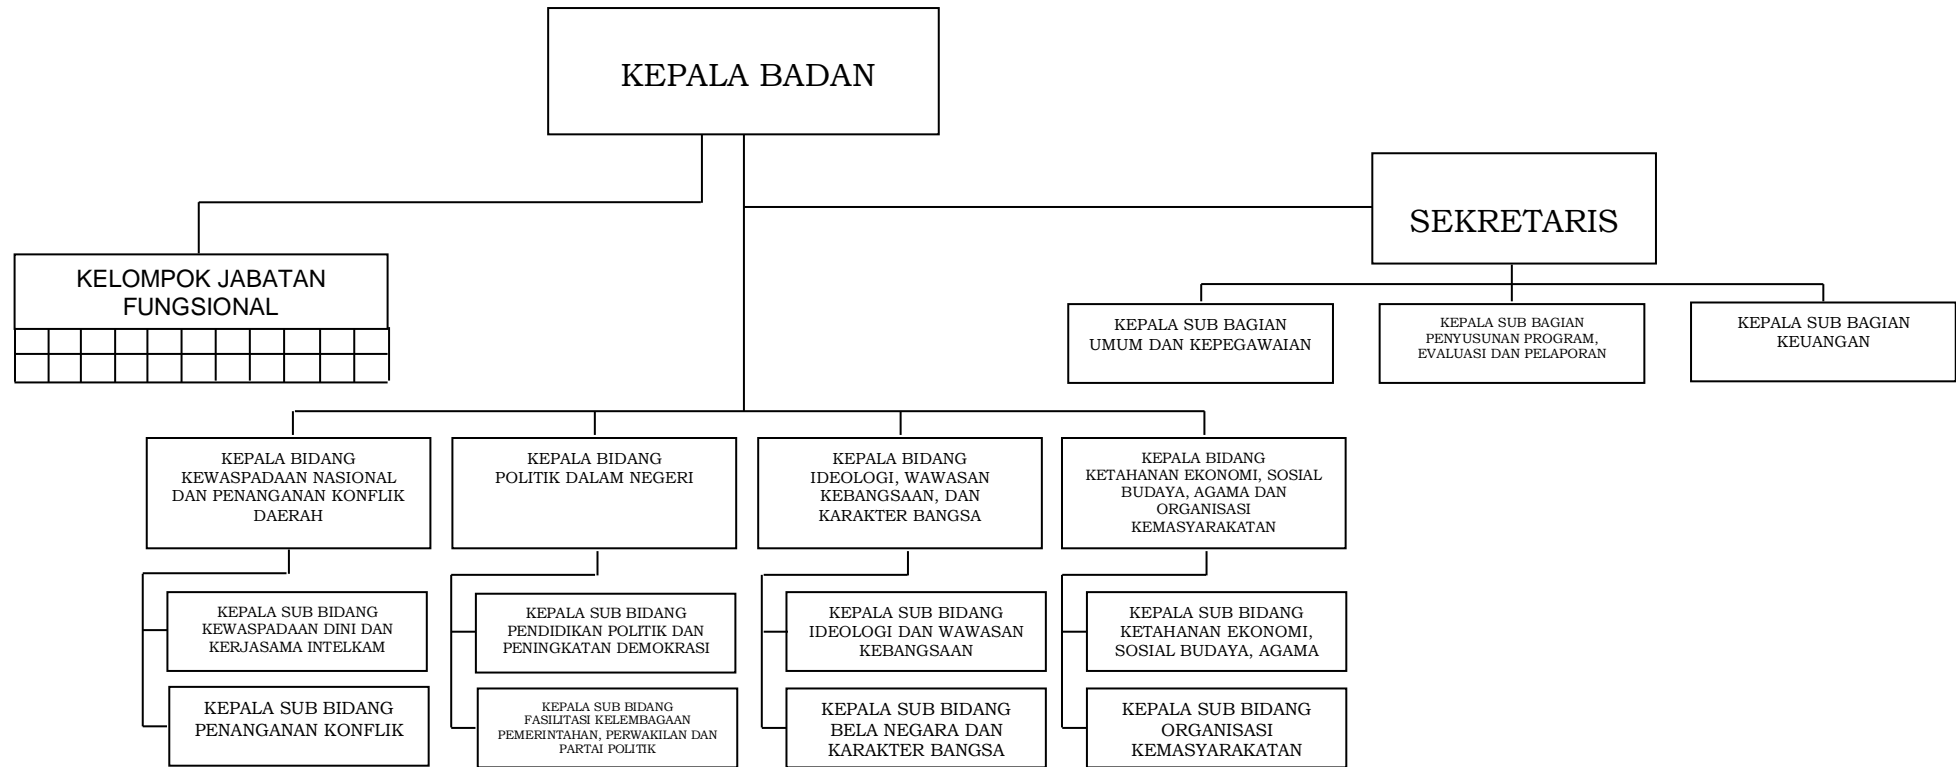 KEPALA BADAN
SEKRETARIS
KELOMPOK JABATAN
FUNGSIONAL
KEPALA SUB BAGIAN
UMUM DAN KEPEGAWAIAN
KEPALA SUB BAGIAN
PENYUSUNAN PROGRAM,
EVALUASI DAN PELAPORAN
KEPALA SUB BAGIAN
KEUANGAN
KEPALA BIDANG
KEWASPADAAN NASIONAL
DAN PENANGANAN KONFLIK
DAERAH
KEPALA BIDANG
POLITIK DALAM NEGERI
KEPALA BIDANG
IDEOLOGI, WAWASAN
KEBANGSAAN, DAN
KARAKTER BANGSA
KEPALA BIDANG
KETAHANAN EKONOMI, SOSIAL
BUDAYA, AGAMA DAN
ORGANISASI
KEMASYARAKATAN
KEPALA SUB BIDANG
KEWASPADAAN DINI DAN
KERJASAMA INTELKAM
KEPALA SUB BIDANG
PENDIDIKAN POLITIK DAN
PENINGKATAN DEMOKRASI
KEPALA SUB BIDANG
IDEOLOGI DAN WAWASAN
KEBANGSAAN
KEPALA SUB BIDANG
KETAHANAN EKONOMI,
SOSIAL BUDAYA, AGAMA
KEPALA SUB BIDANG
PENANGANAN KONFLIK
KEPALA SUB BIDANG
FASILITASI KELEMBAGAAN
PEMERINTAHAN, PERWAKILAN DAN
PARTAI POLITIK
KEPALA SUB BIDANG
BELA NEGARA DAN
KARAKTER BANGSA
KEPALA SUB BIDANG
ORGANISASI
KEMASYARAKATAN